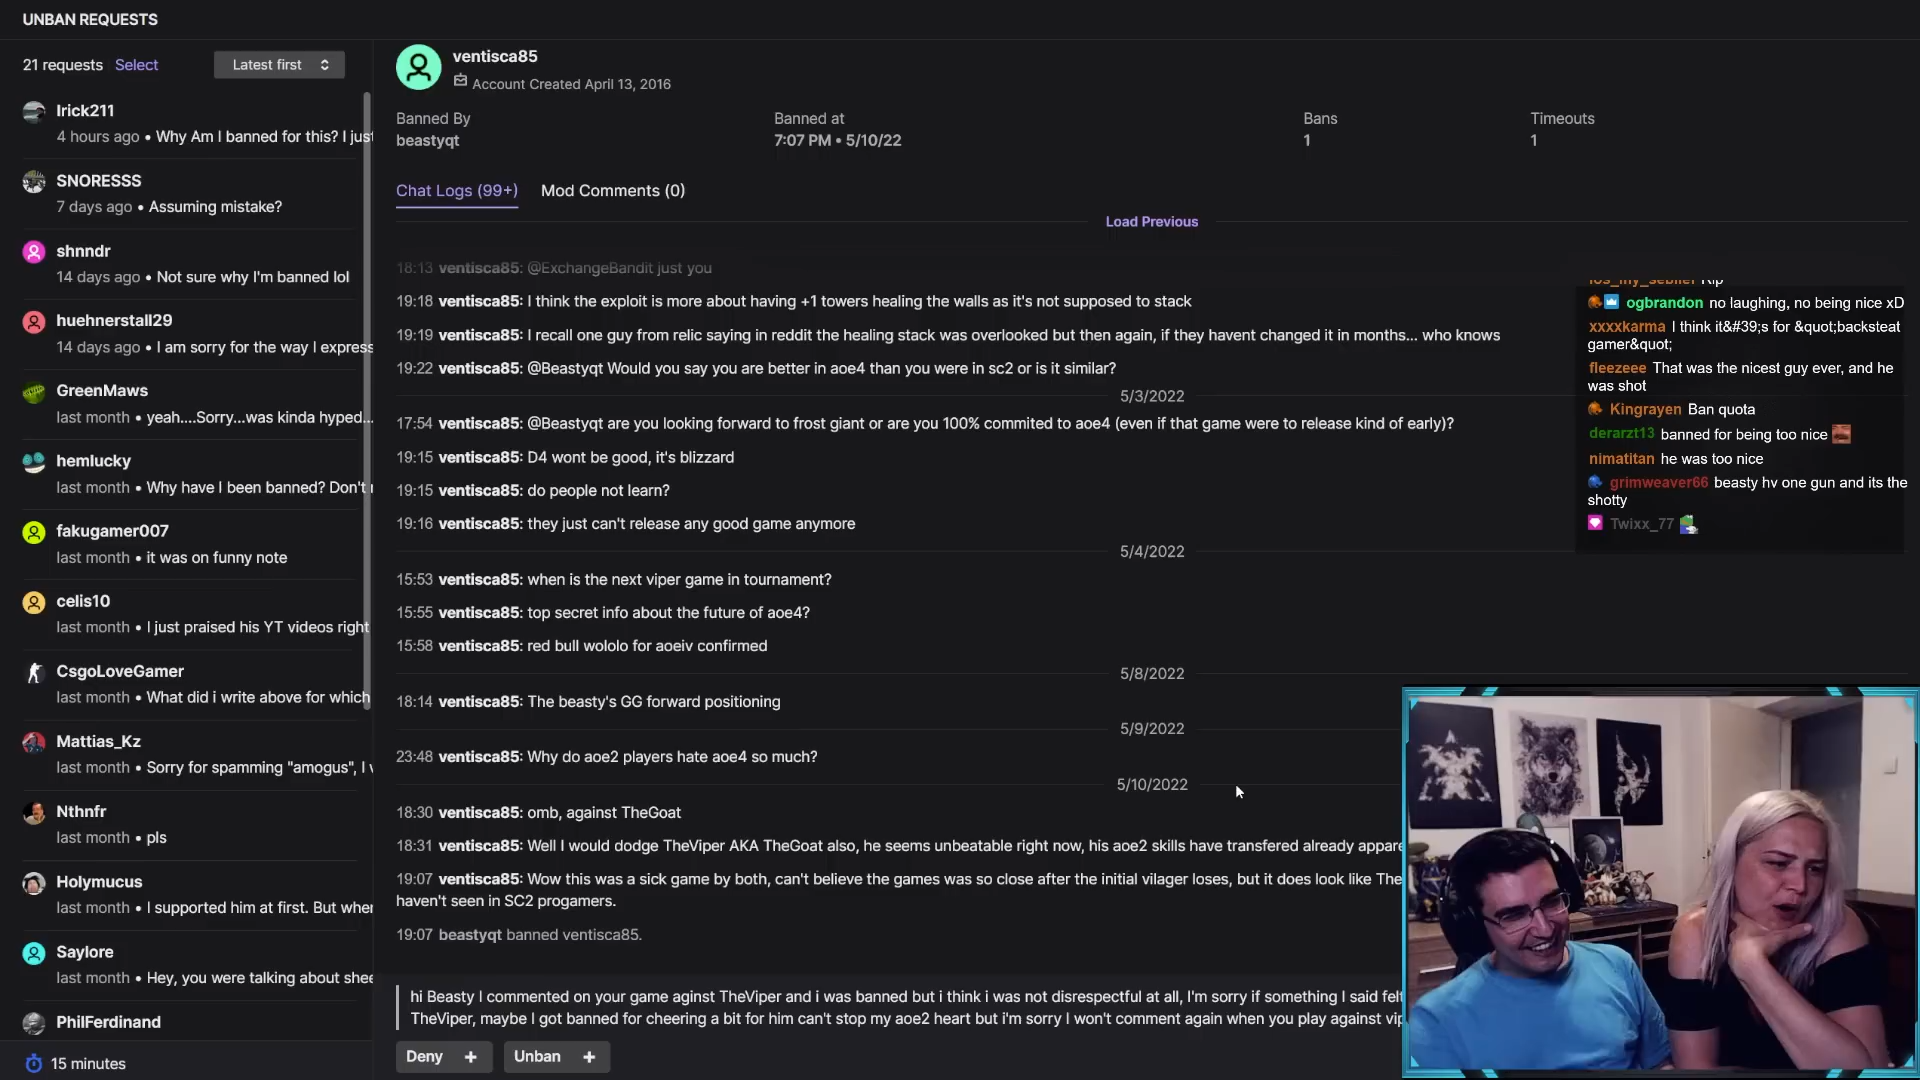 UNBAN REQUESTS
21 requests Select Latest first
Irick211
4 hours ago • Why Am I banned for this? I just
SNORESSS
7 days ago • Assuming mistake?
shnndr
14 days ago • Not sure why I'm banned lol
huehnerstall29
14 days ago • I am sorry for the way I express
GreenMaws
last month • yeah....Sorry...was kinda hyped...
hemlucky
last month • Why have I been banned? Don't
fakugamer007
last month • it was on funny note
celis10
last month • I just praised his YT videos right
CsgoLoveGamer
last month • What did i write above for which
Mattias_Kz
last month • Sorry for spamming "amogus", I
Nthnfr
last month • pls
Holymucus
last month • I supported him at first. But when
Saylore
last month • Hey, you were talking about shee
PhilFerdinand
15 minutes
ventisca85
Account Created April 13, 2016
Banned By Banned at Bans Timeouts
beastyqt 7:07 PM • 5/10/22 1 1
Chat Logs (99+) Mod Comments (0)
Load Previous
18:13 ventisca85: @ExchangeBandit just you
19:18 ventisca85: I think the exploit is more about having +1 towers healing the walls as it's not supposed to stack
19:19 ventisca85: I recall one guy from relic saying in reddit the healing stack was overlooked but then again, if they havent changed it in months... who knows
19:22 ventisca85: @Beastyqt Would you say you are better in aoe4 than you were in sc2 or is it similar?
5/3/2022
17:54 ventisca85: @Beastyqt are you looking forward to frost giant or are you 100% commited to aoe4 (even if that game were to release kind of early)?
19:15 ventisca85: D4 wont be good, it's blizzard
19:15 ventisca85: do people not learn?
19:16 ventisca85: they just can't release any good game anymore
5/4/2022
15:53 ventisca85: when is the next viper game in tournament?
15:55 ventisca85: top secret info about the future of aoe4?
15:58 ventisca85: red bull wololo for aoeiv confirmed
5/8/2022
18:14 ventisca85: The beasty's GG forward positioning
5/9/2022
23:48 ventisca85: Why do aoe2 players hate aoe4 so much?
5/10/2022
18:30 ventisca85: omb, against TheGoat
18:31 ventisca85: Well I would dodge TheViper AKA TheGoat also, he seems unbeatable right now, his aoe2 skills have transfered already appare
19:07 ventisca85: Wow this was a sick game by both, can't believe the games was so close after the initial vilager loses, but it does look like The
haven't seen in SC2 progamers.
19:07 beastyqt banned ventisca85.
hi Beasty I commented on your game aginst TheViper and i was banned but i think i was not disrespectful at all, I'm sorry if something I said felt
TheViper, maybe I got banned for cheering a bit for him can't stop my aoe2 heart but i'm sorry I won't comment again when you play against vip
Deny + Unban +
ogbrandon no laughing, no being nice xD
xxxxkarma I think it&#39;s for &quot;backsteat
gamer&quot;
fleezeee That was the nicest guy ever, and he
was shot
Kingrayen Ban quota
derarzt13 banned for being too nice
nimatitan he was too nice
grimweaver66 beasty hv one gun and its the
shotty
Twixx_77